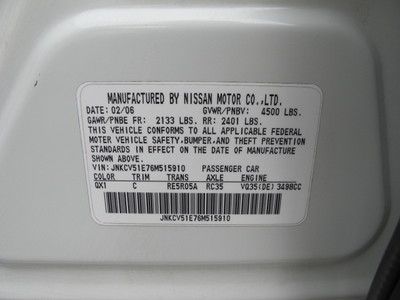 MANUFACTURED BY NISSAN MOTOR CO.,LTD.
DATE: 02/06 GVWR/PNBV: 4500 LBS.
GAWR/PNBE FR: 2133 LBS. RR: 2401 LBS.
THIS VEHICLE CONFORMS TO ALL APPLICABLE FEDERAL
MOTOR VEHICLE SAFETY,BUMPER,AND THEFT PREVENTION
STANDARDS IN EFFECT ON THE DATE OF
MANUFACTURE SHOWN ABOVE.
VIN: JNKCV51E76M515910 PASSENGER CAR
COLOR TRIM TRANS AXLE ENGINE
QX1 C RE5R05A RC35 VQ35(DE)3498CC
JNKCV51E76M515910